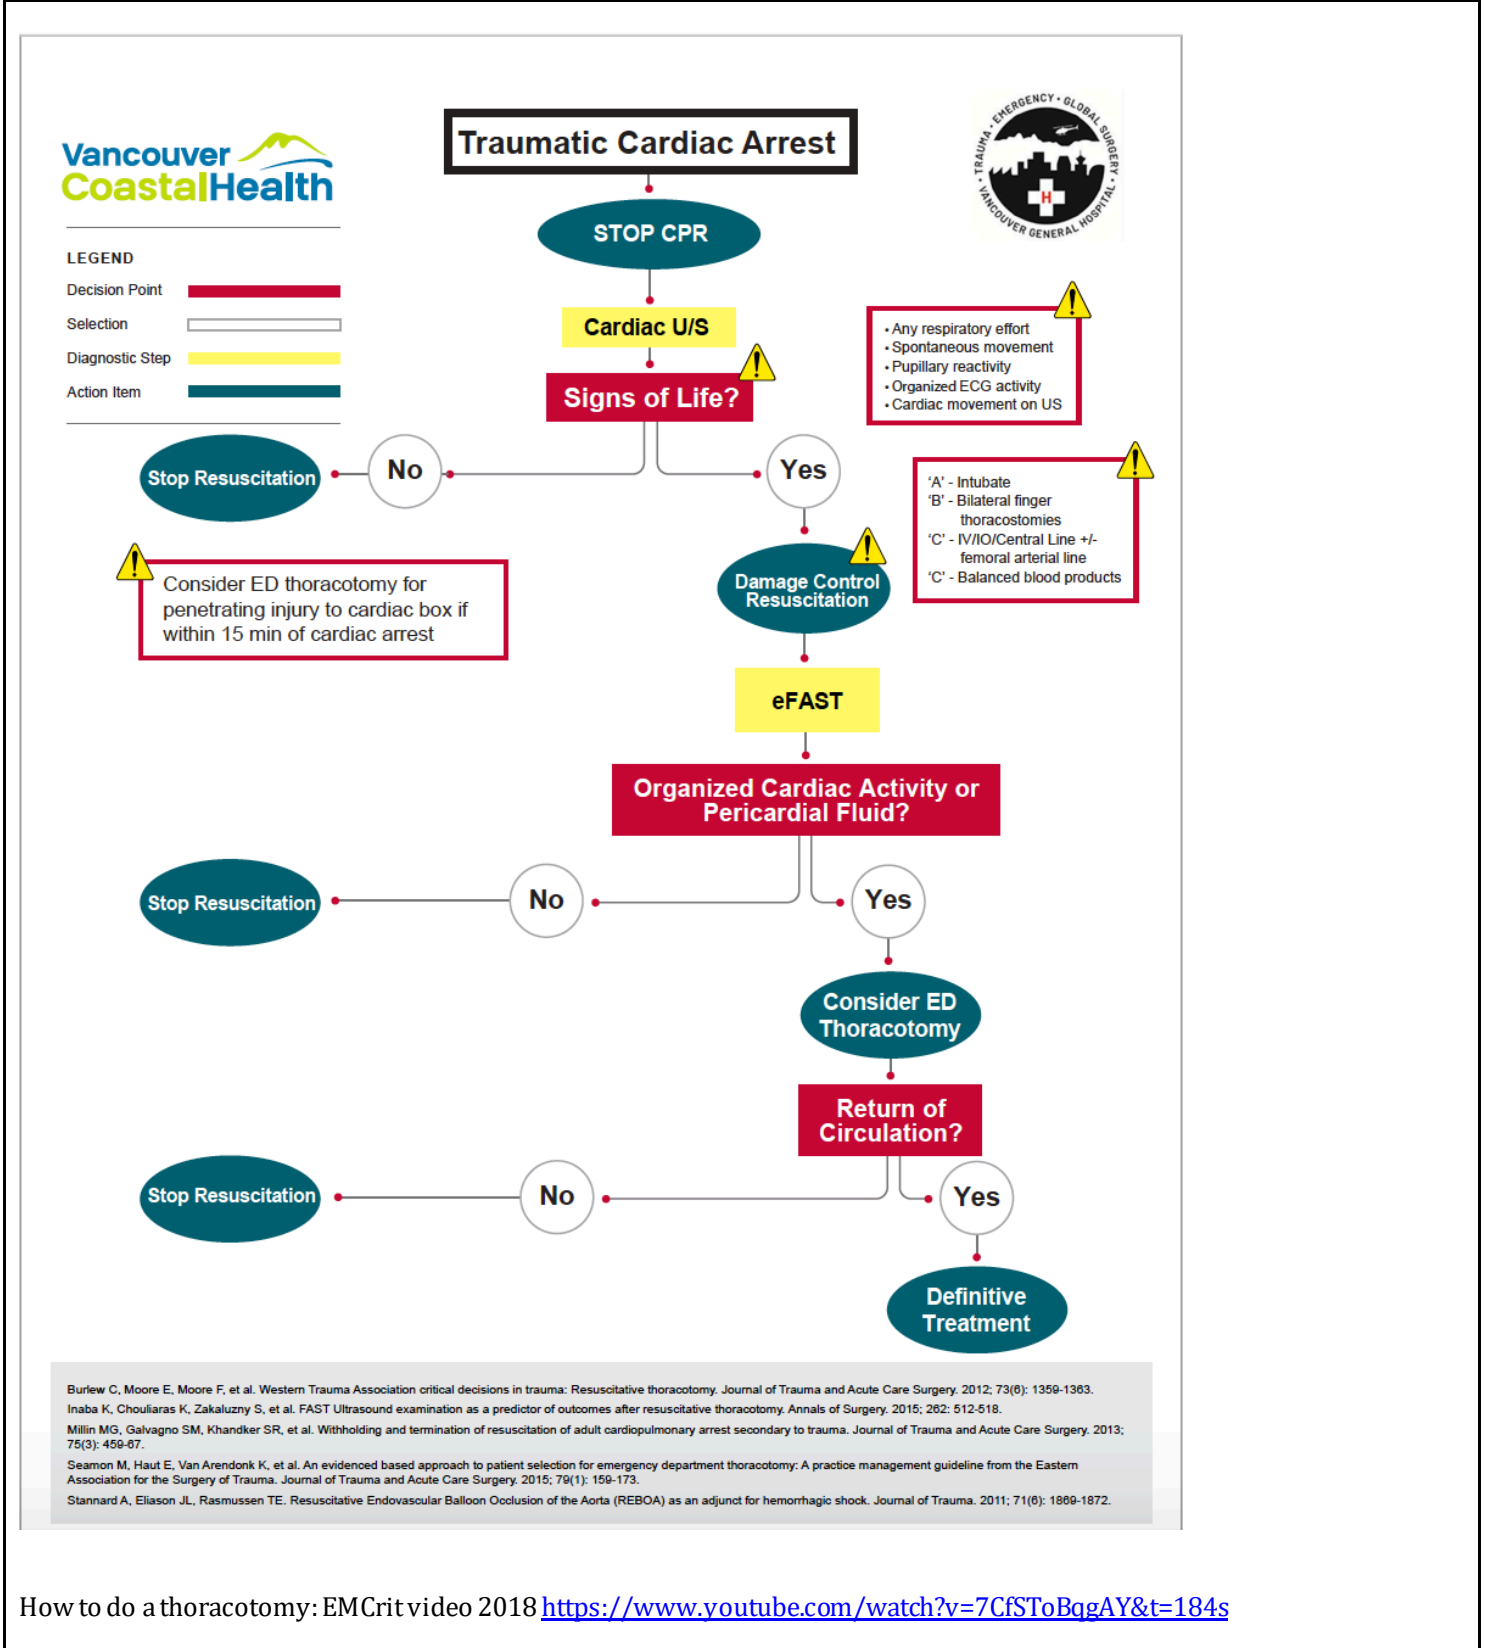 Vancouver
CoastalHealth
Traumatic Cardiac Arrest
TRAUMA · EMERGENCY · GLOBAL SURGERY · VANCOUVER GENERAL HOSPITAL ·
H
STOP CPR
LEGEND
Decision Point
Selection
Diagnostic Step
Action Item
Cardiac U/S
Signs of Life?
• Any respiratory effort
• Spontaneous movement
• Pupillary reactivity
• Organized ECG activity
• Cardiac movement on US
Stop Resuscitation
No
Yes
'A' - Intubate
'B' - Bilateral finger
thoracostomies
'C' - IV/IO/Central Line +/-
femoral arterial line
'C' - Balanced blood products
Consider ED thoracotomy for
penetrating injury to cardiac box if
within 15 min of cardiac arrest
Damage Control
Resuscitation
eFAST
Organized Cardiac Activity or
Pericardial Fluid?
Stop Resuscitation
No
Yes
Consider ED
Thoracotomy
Return of
Circulation?
Stop Resuscitation
No
Yes
Definitive
Treatment
Burlew C, Moore E, Moore F, et al. Western Trauma Association critical decisions in trauma: Resuscitative thoracotomy. Journal of Trauma and Acute Care Surgery. 2012; 73(6): 1359-1363.
Inaba K, Chouliaras K, Zakaluzny S, et al. FAST Ultrasound examination as a predictor of outcomes after resuscitative thoracotomy. Annals of Surgery. 2015; 262: 512-518.
Millin MG, Galvagno SM, Khandker SR, et al. Withholding and termination of resuscitation of adult cardiopulmonary arrest secondary to trauma. Journal of Trauma and Acute Care Surgery. 2013;
75(3): 459-67.
Seamon M, Haut E, Van Arendonk K, et al. An evidenced based approach to patient selection for emergency department thoracotomy: A practice management guideline from the Eastern
Association for the Surgery of Trauma. Journal of Trauma and Acute Care Surgery. 2015; 79(1): 159-173.
Stannard A, Eliason JL, Rasmussen TE. Resuscitative Endovascular Balloon Occlusion of the Aorta (REBOA) as an adjunct for hemorrhagic shock. Journal of Trauma. 2011; 71(6): 1869-1872.
How to do a thoracotomy: EMCrit video 2018 https://www.youtube.com/watch?v=7CfSToBqgAY&t=184s